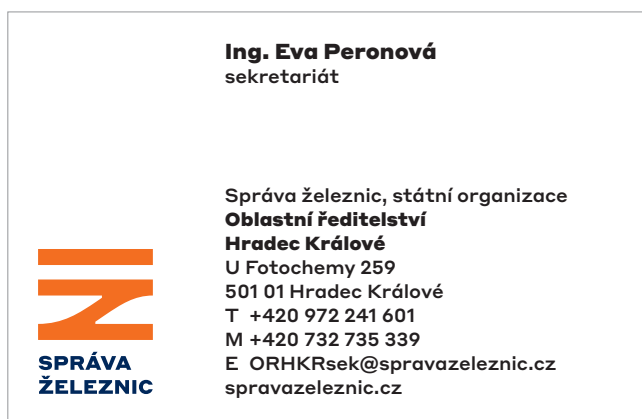 Ing. Eva Peronová
sekretariát
Správa železnic, státní organizace
Oblastní ředitelství
Hradec Králové
U Fotochemy 259
501 01 Hradec Králové
T +420 972 241 601
M +420 732 735 339
E ORHKRsek@spravazeleznic.cz
spravazeleznic.cz
SPRÁVA
ŽELEZNIC